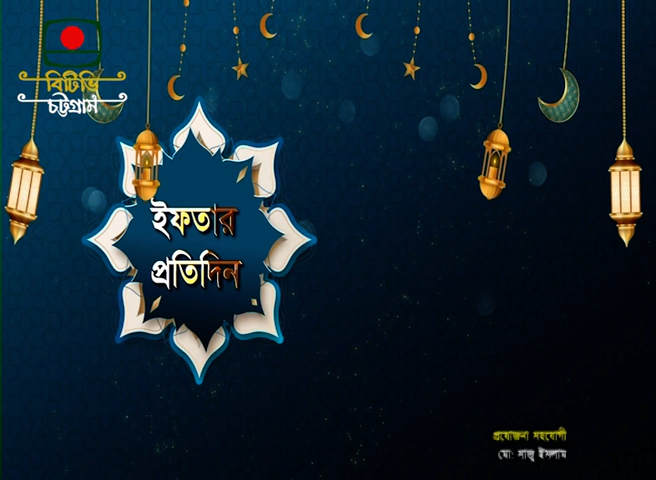 বিটিভি
চট্টগ্রাম
ইফতার
প্রতিদিন
প্রযোজনা সহযোগী
মো: ইসলাম